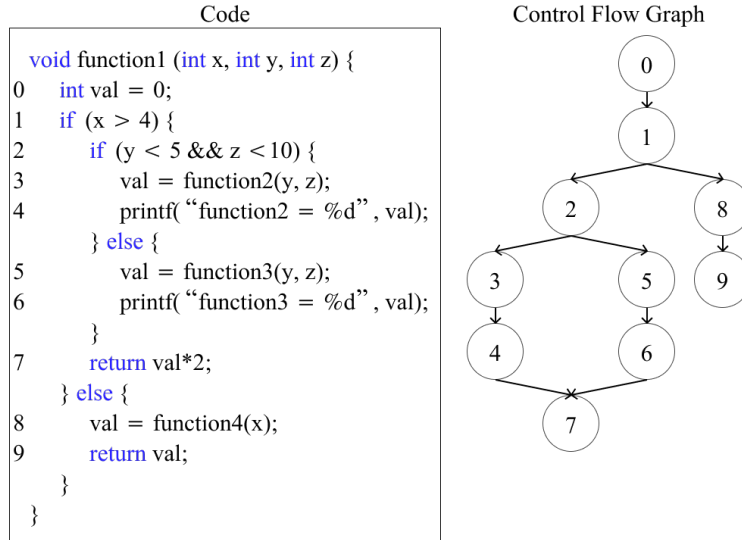 Code
void function1 (int x, int y, int z) {
0 int val = 0;
1 if (x > 4) {
2 if (y < 5 && z <10) {
3 val = function2(y, z);
4 printf( “function2 = %d” , val);
} else {
5 val = function3(y, z);
6 printf( “function3 = %d” , val);
}
7 return val*2;
} else {
8 val = function4(x);
9 return val;
}
}
Control Flow Graph
0
1
2 8
3 5 9
4 6
7